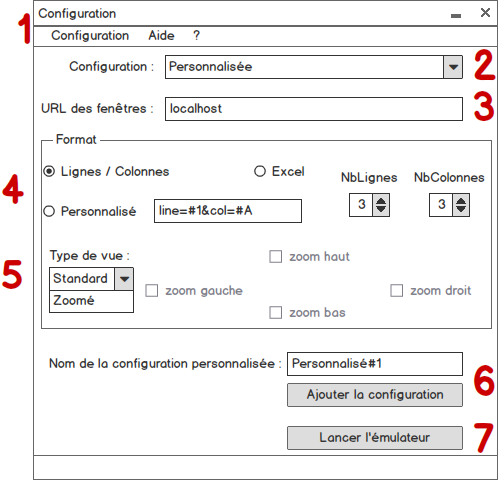 Configuration
1 Configuration Aide ?
Configuration : Personnalisée 2
URL des fenêtres : localhost 3
Format
4 Lignes / Colonnes Excel NbLignes NbColonnes
3 3
Personnalisé line=#1&col=#A
5 Type de vue :
Standard
Zoomé
zoom haut
zoom gauche zoom droit
zoom bas
Nom de la configuration personnalisée : Personnalisé#1
6 Ajouter la configuration
7 Lancer l'émulateur